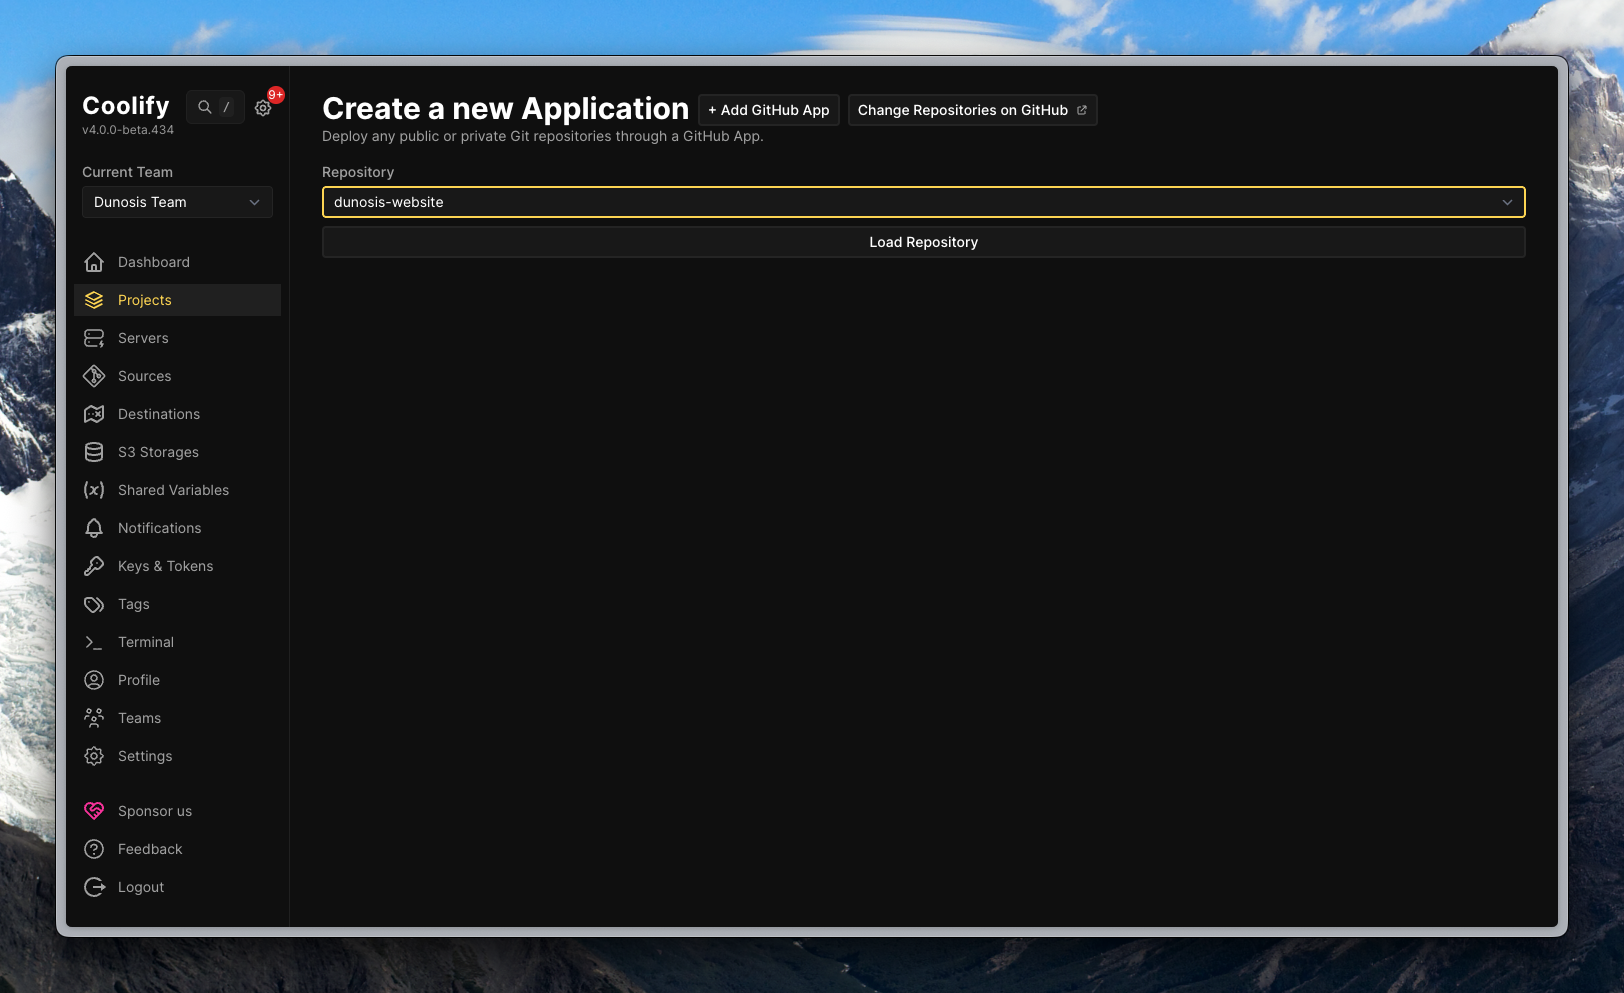 Coolify
/
9+
v4.0.0-beta.434
Current Team
Dunosis Team
Dashboard
Projects
Servers
Sources
Destinations
S3 Storages
Shared Variables
Notifications
Keys & Tokens
Tags
Terminal
Profile
Teams
Settings
Sponsor us
Feedback
Logout
Create a new Application
+ Add GitHub App
Change Repositories on GitHub
Deploy any public or private Git repositories through a GitHub App.
Repository
dunosis-website
Load Repository